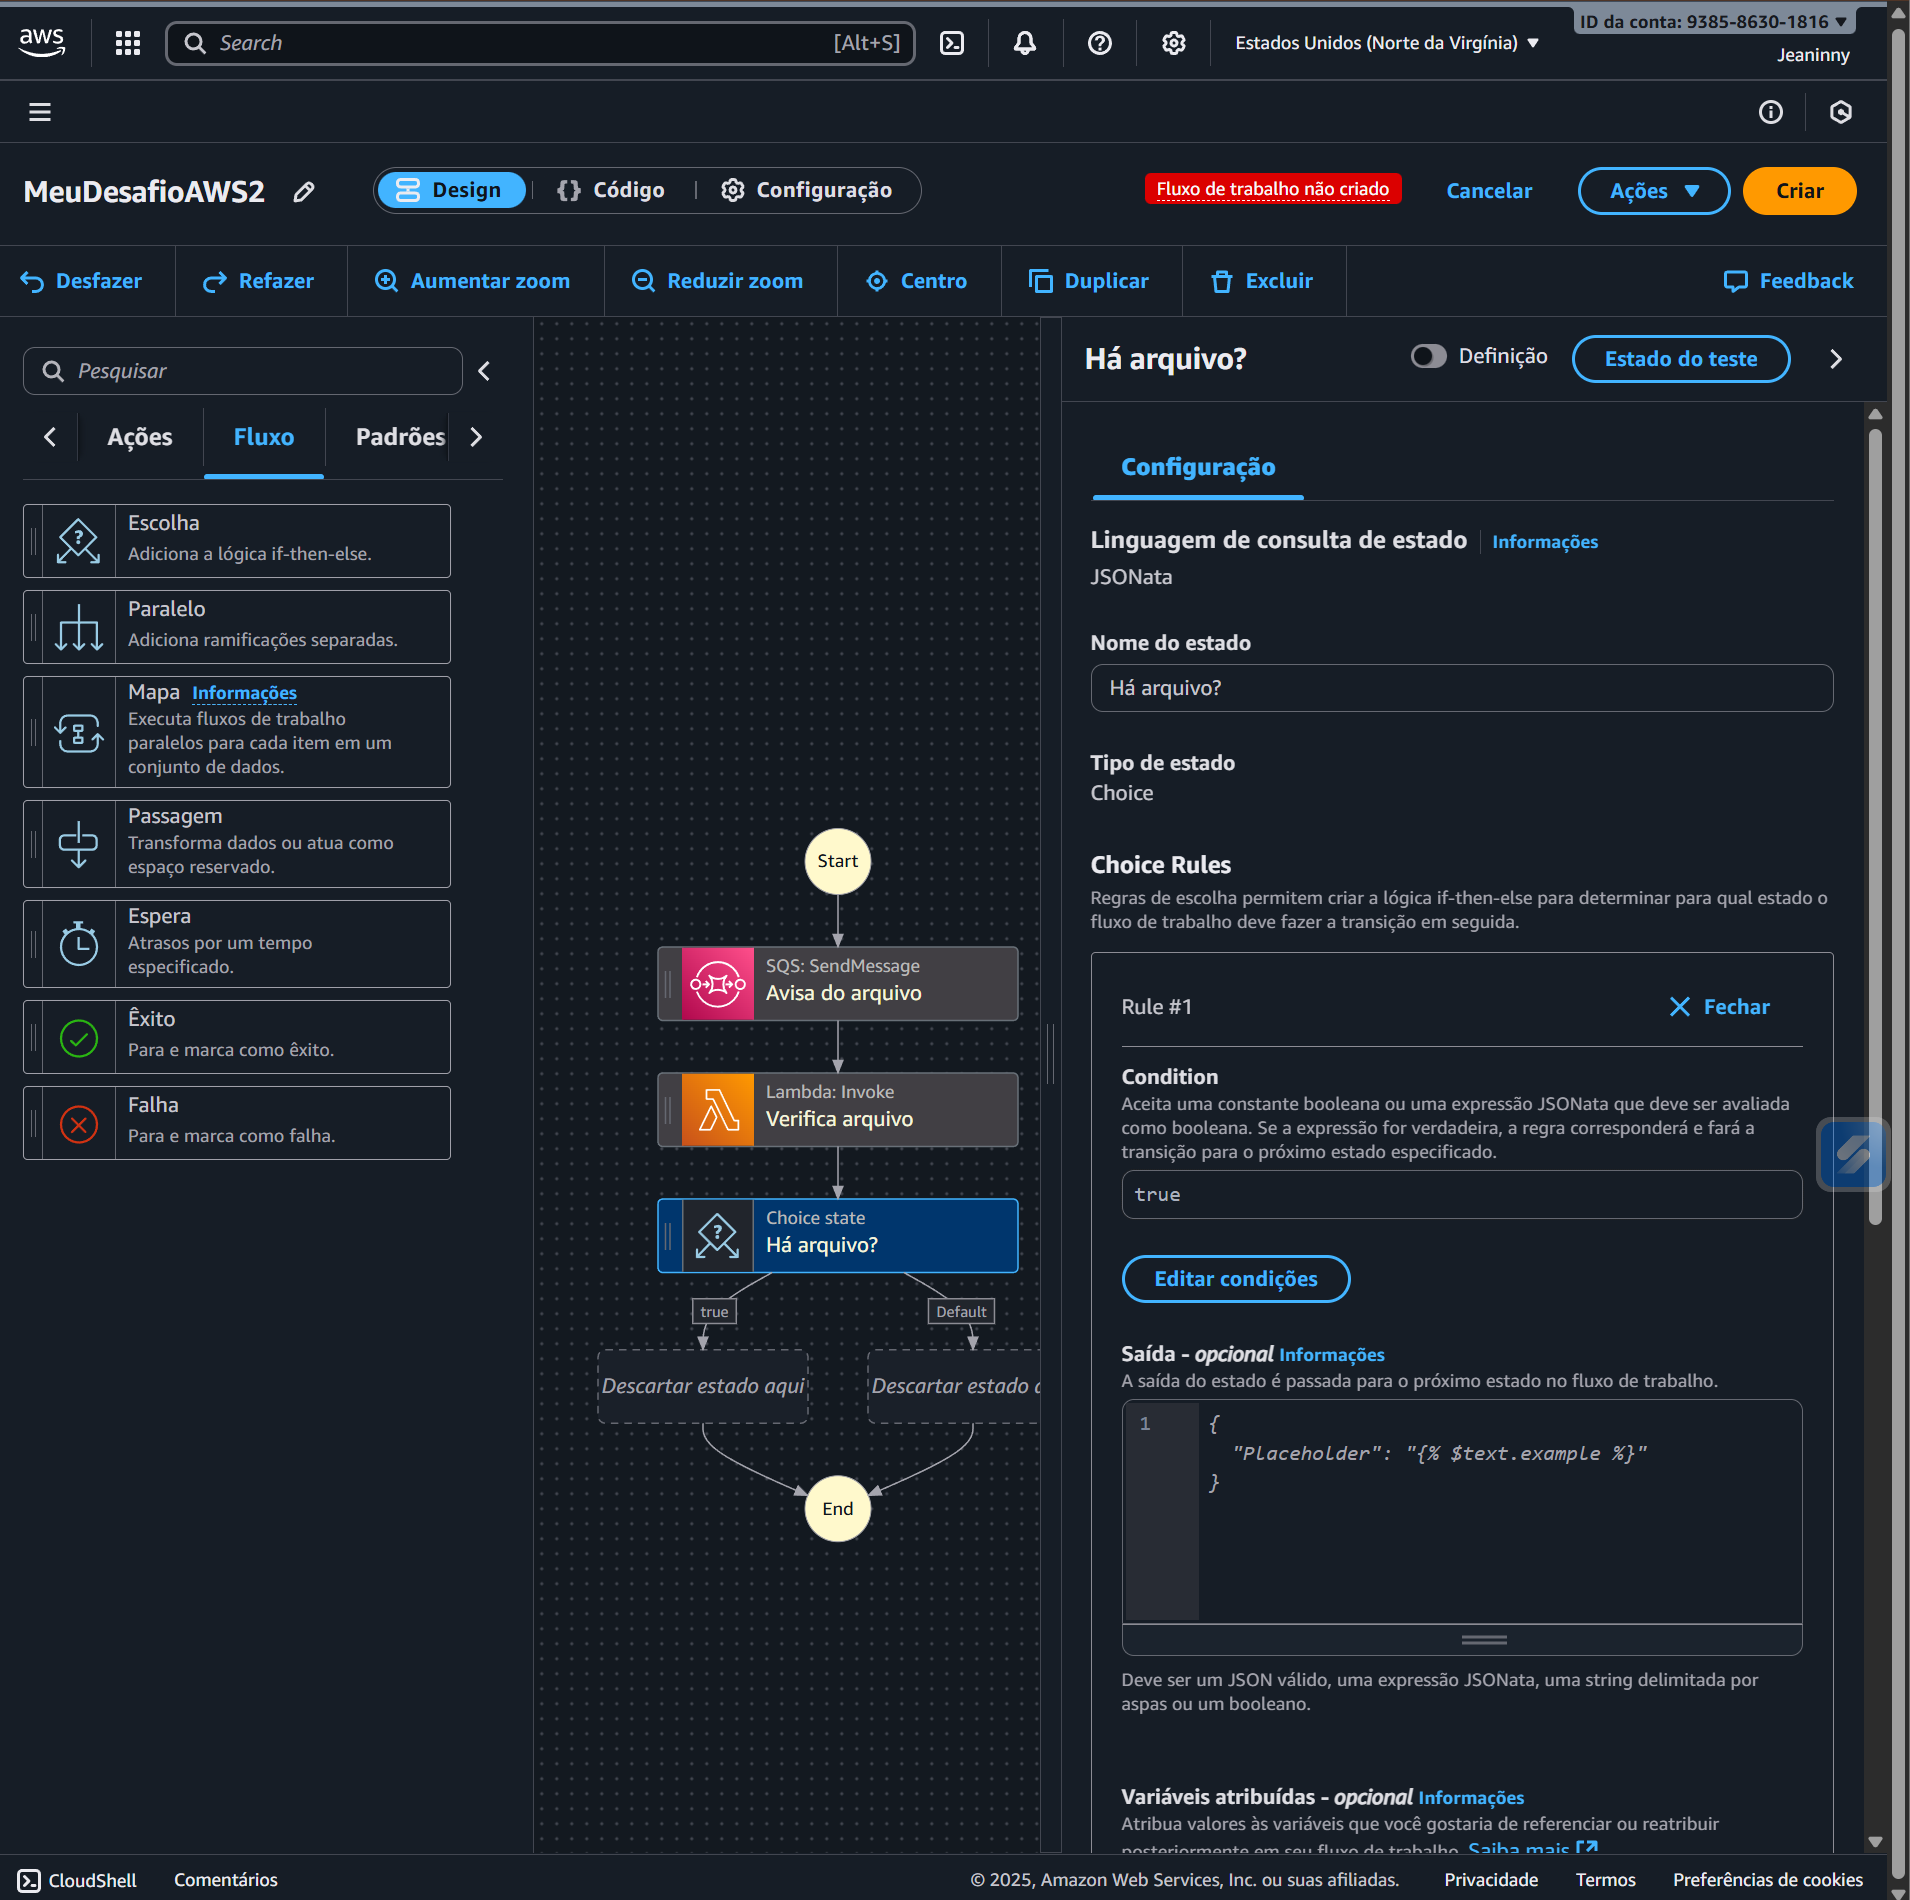 aws
Search
[Alt+S]
Estados Unidos (Norte da Virgínia)
ID da conta: 9385-8630-1816
Jeaninny
MeuDesafioAWS2
Design
{} Código
Configuração
Fluxo de trabalho não criado
Cancelar
Ações
Criar
Desfazer
Refazer
Aumentar zoom
Reduzir zoom
Centro
Duplicar
Excluir
Feedback
Pesquisar
Ações
Fluxo
Padrões
Escolha
Adiciona a lógica if-then-else.
Paralelo
Adiciona ramificações separadas.
Mapa Informações
Executa fluxos de trabalho
paralelos para cada item em um
conjunto de dados.
Passagem
Transforma dados ou atua como
espaço reservado.
Espera
Atrasos por um tempo
especificado.
Êxito
Para e marca como êxito.
Falha
Para e marca como falha.
Start
SQS: SendMessage
Avisa do arquivo
Lambda: Invoke
Verifica arquivo
Choice state
Há arquivo?
true
Default
Descartar estado aqui
Descartar estado
End
Há arquivo?
Definição
Estado do teste
Configuração
Linguagem de consulta de estado
Informações
JSONata
Nome do estado
Há arquivo?
Tipo de estado
Choice
Choice Rules
Regras de escolha permitem criar a lógica if-then-else para determinar para qual estado o
fluxo de trabalho deve fazer a transição em seguida.
Rule #1
Fechar
Condition
Aceita uma constante booleana ou uma expressão JSONata que deve ser avaliada
como booleana. Se a expressão for verdadeira, a regra corresponderá e fará a
transição para o próximo estado especificado.
true
Editar condições
Saída - opcional Informações
A saída do estado é passada para o próximo estado no fluxo de trabalho.
1
{
"Placeholder": "{% $text.example %}"
}
Deve ser um JSON válido, uma expressão JSONata, uma string delimitada por
aspas ou um booleano.
Variáveis atribuídas - opcional Informações
Atribua valores às variáveis que você gostaria de referenciar ou reatribuir
posteriormente em seu fluxo de trabalho. Saiba mais
CloudShell
Comentários
© 2025, Amazon Web Services, Inc. ou suas afiliadas.
Privacidade
Termos
Preferências de cookies